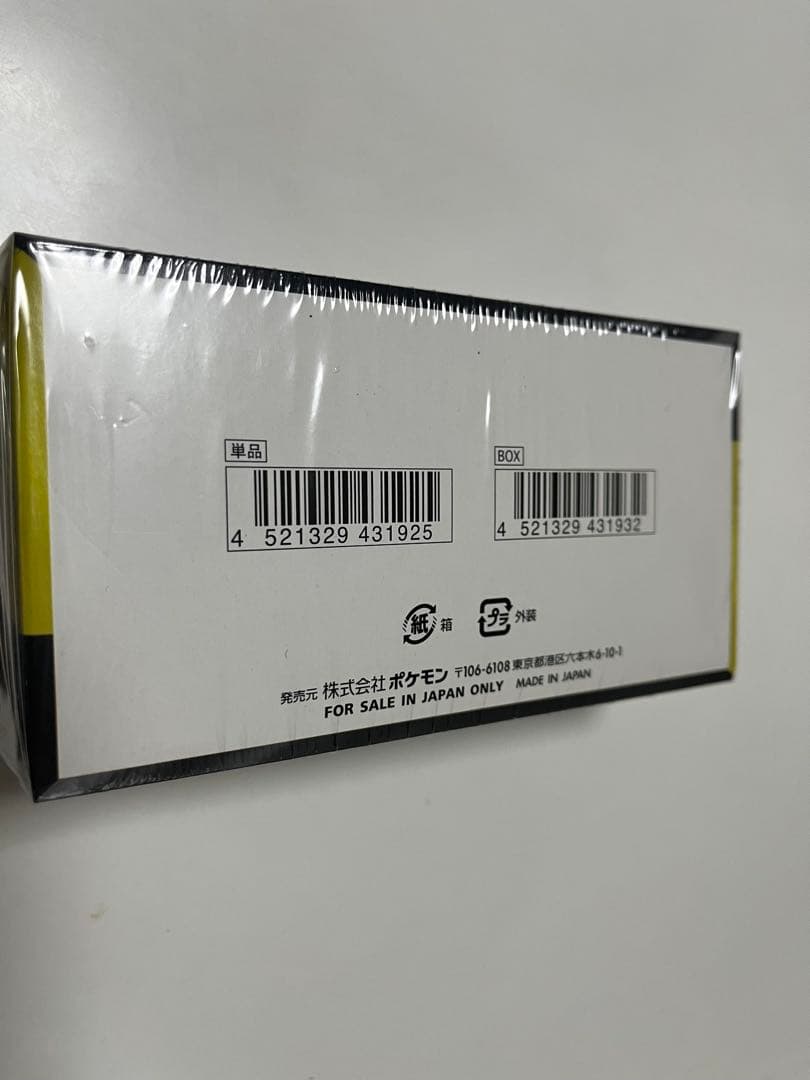 単品
4 521329 431925
BOX
4 521329 431932
紙 箱
プラ 外装
発売元 株式会社ポケモン 〒106-6108 東京都港区六本木6-10-1
FOR SALE IN JAPAN ONLY MADE IN JAPAN